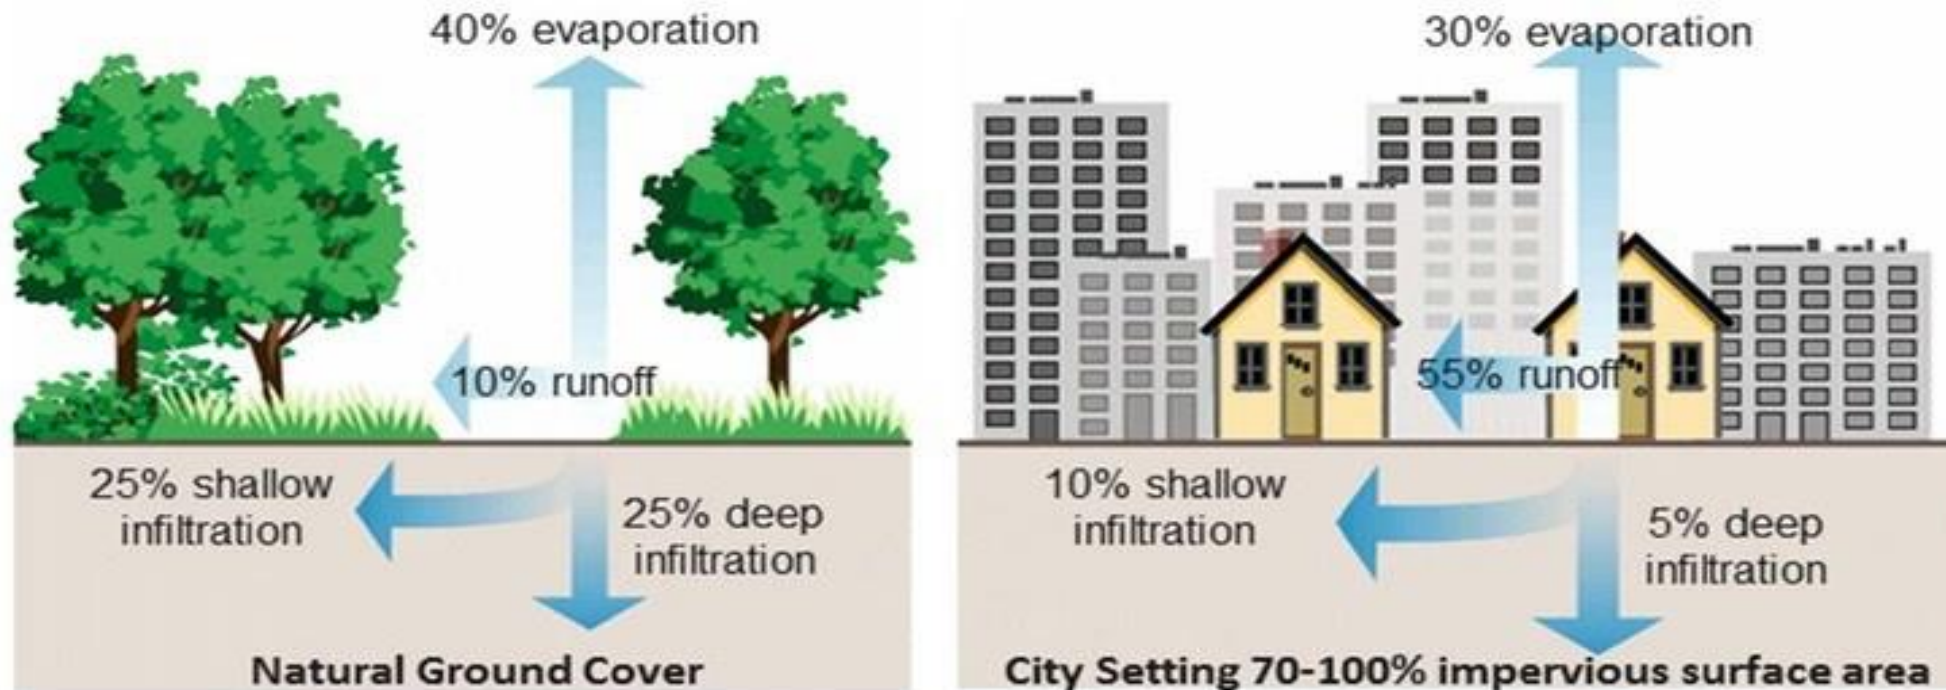 40% evaporation
10% runoff
25% shallow
infiltration
25% deep
infiltration
Natural Ground Cover
30% evaporation
55% runoff
10% shallow
infiltration
5% deep
infiltration
City Setting 70-100% impervious surface area